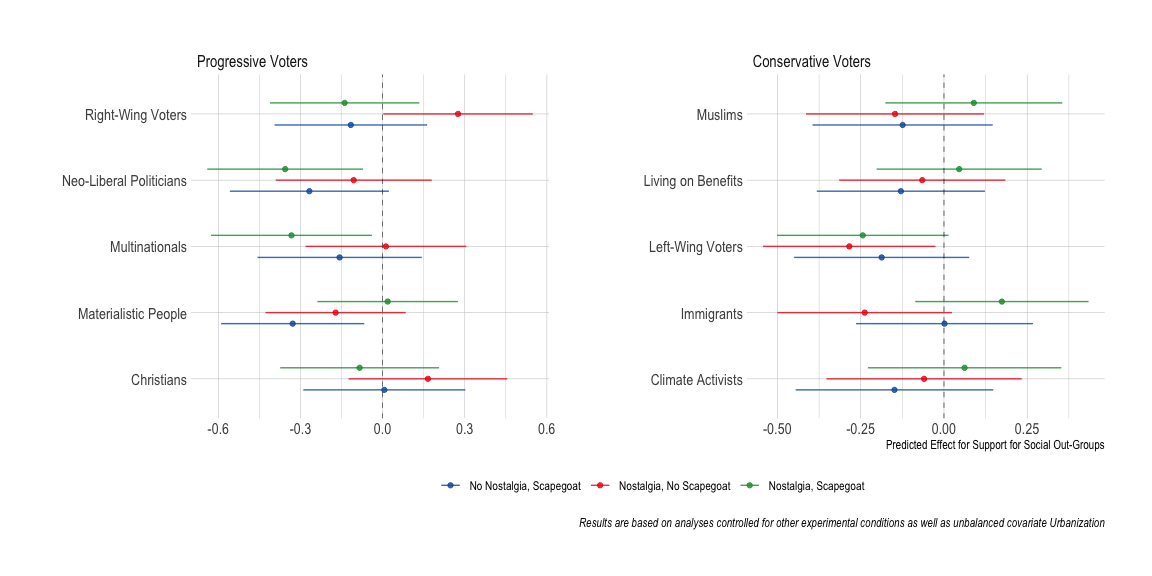 Progressive Voters
Right-Wing Voters
Neo-Liberal Politicians
Multinationals
Materialistic People
Christians
-0.6 -0.3 0.0 0.3 0.6
Conservative Voters
Muslims
Living on Benefits
Left-Wing Voters
Immigrants
Climate Activists
-0.50 -0.25 0.00 0.25
Predicted Effect for Support for Social Out-Groups
No Nostalgia, Scapegoat Nostalgia, No Scapegoat Nostalgia, Scapegoat
Results are based on analyses controlled for other experimental conditions as well as unbalanced covariate Urbanization